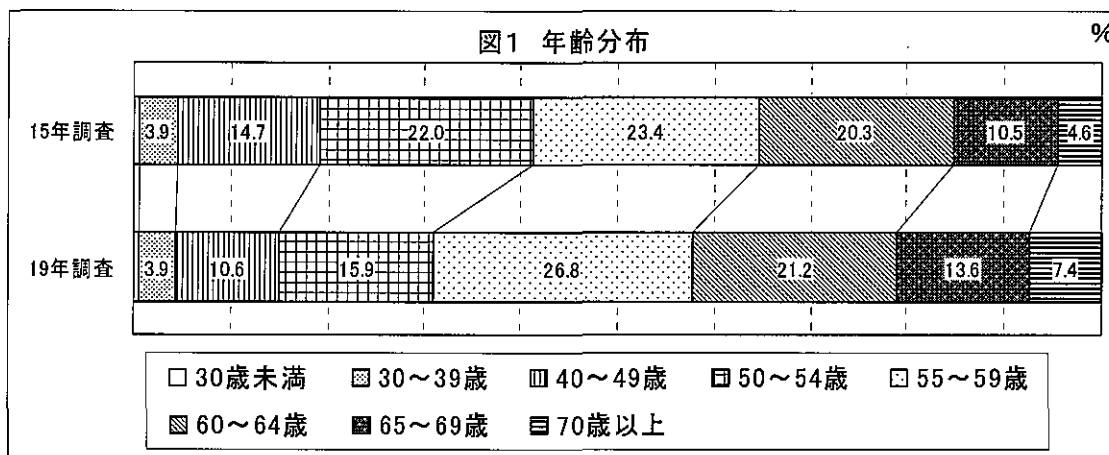 図1 年齢分布
%
15年調査
3.9 14.7 22.0 23.4 20.3 10.5 4.6
19年調査
3.9 10.6 15.9 26.8 21.2 13.6 7.4
30歳未満 30～39歳 40～49歳 50～54歳 55～59歳
60～64歳 65～69歳 70歳以上